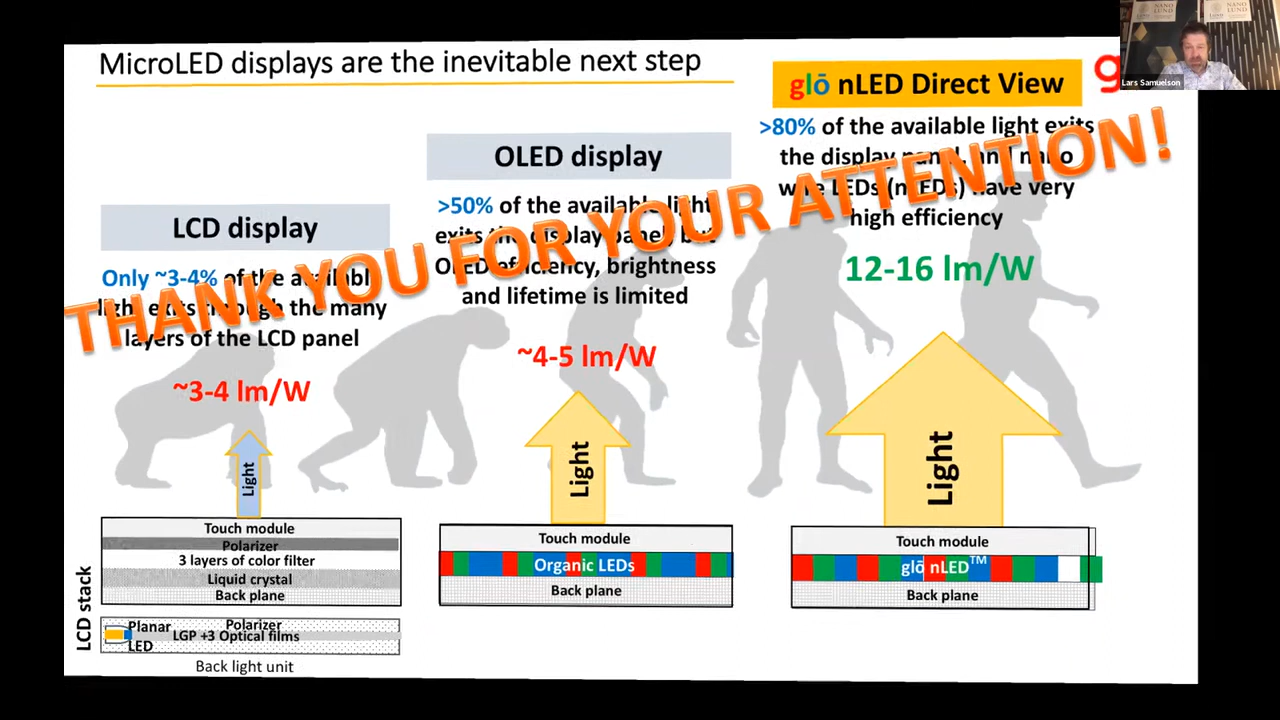 MicroLED displays are the inevitable next step
NANO
LUND
LUND
Lars Samuelson
g
glō nLED Direct View
>80% of the available light exits
the display panel, and nano
wire LEDs (nLEDs) have very
high efficiency
12-16 lm/W
OLED display
>50% of the available light
exits the display panel, but
OLED efficiency, brightness
and lifetime is limited
~4-5 lm/W
LCD display
Only ~3-4% of the available
light exits through the many
layers of the LCD panel
~3-4 lm/W
THANK YOU FOR YOUR ATTENTION!
Light
Light
Light
LCD stack
Touch module
Polarizer
3 layers of color filter
Liquid crystal
Back plane
Polarizer
Planar
LED
LGP +3 Optical films
Back light unit
Touch module
Organic LEDs
Back plane
Touch module
glō nLED™
Back plane